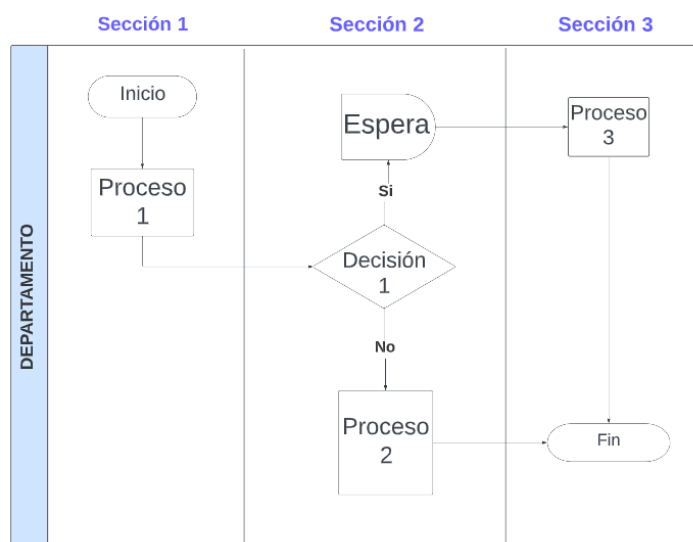 Sección 1
Sección 2
Sección 3
DEPARTAMENTO
Inicio
Proceso
1
Decisión
1
Si
Espera
Proceso
3
No
Proceso
2
Fin